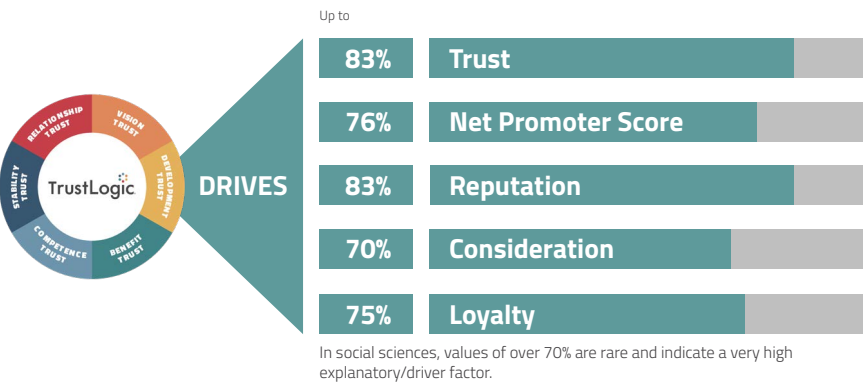 Up to
RELATIONSHIP
TRUST
VISION
TRUST
STABILITY
TRUST
TrustLogic
DEVELOPMENT
TRUST
COMPETENCE
TRUST
BENEFIT
TRUST
DRIVES
83% Trust
76% Net Promoter Score
83% Reputation
70% Consideration
75% Loyalty
In social sciences, values of over 70% are rare and indicate a very high
explanatory/driver factor.